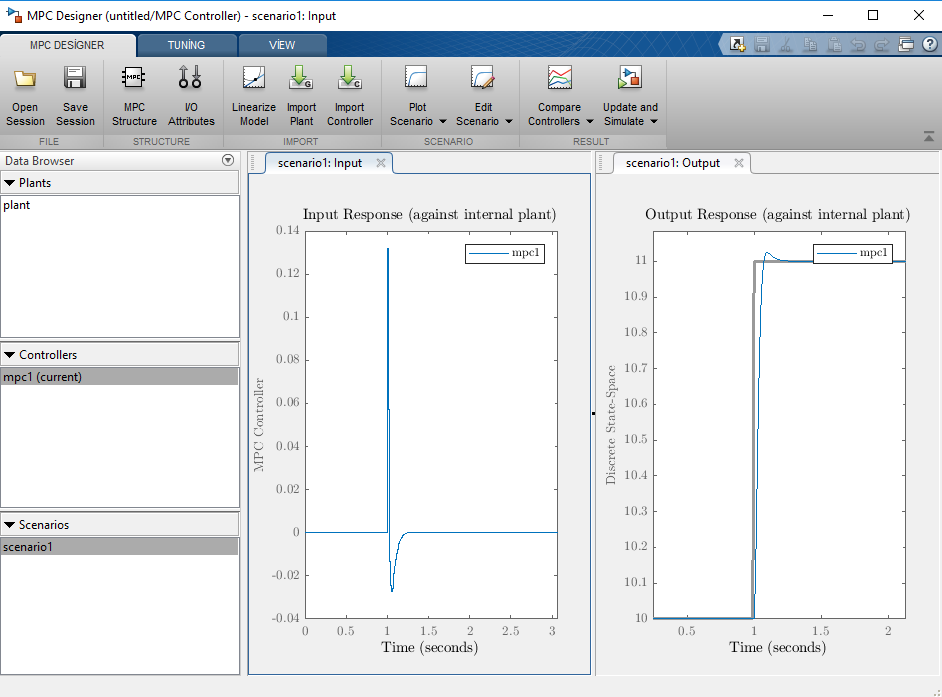 MPC Designer (untitled/MPC Controller) - scenario1: Input
MPC DESIGNER
TUNING
VIEW
Open
Session
Save
Session
MPC
Structure
I/O
Attributes
Linearize
Model
Import
Plant
Import
Controller
Plot
Scenario
Edit
Scenario
Compare
Controllers
Update and
Simulate
FILE
STRUCTURE
IMPORT
SCENARIO
RESULT
Data Browser
Plants
plant
Controllers
mpc1 (current)
Scenarios
scenario1
scenario1: Input
Input Response (against internal plant)
mpc1
0.14
0.12
0.1
0.08
0.06
0.04
0.02
0
-0.02
-0.04
MPC Controller
0 0.5 1 1.5 2 2.5 3
Time (seconds)
scenario1: Output
Output Response (against internal plant)
mpc1
11
10.9
10.8
10.7
10.6
10.5
10.4
10.3
10.2
10.1
10
Discrete State-Space
0.5 1 1.5 2
Time (seconds)